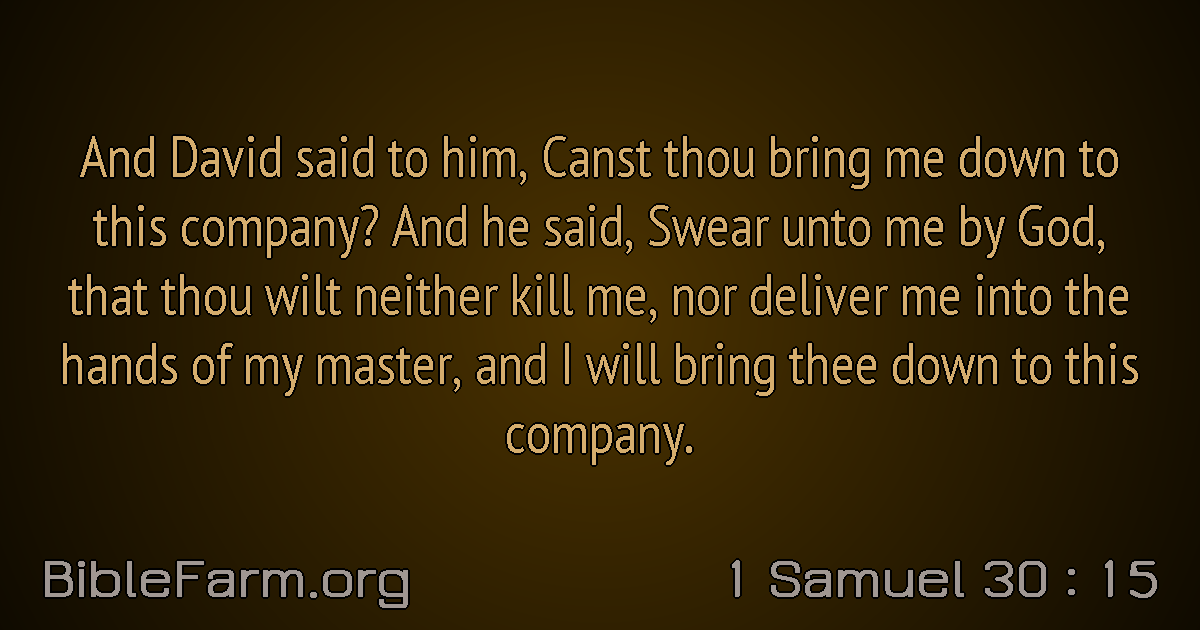 And David said to him, Canst thou bring me down to
this company? And he said, Swear unto me by God,
that thou wilt neither kill me, nor deliver me into the
hands of my master, and I will bring thee down to this
company.
BibleFarm.org
1 Samuel 30 : 15